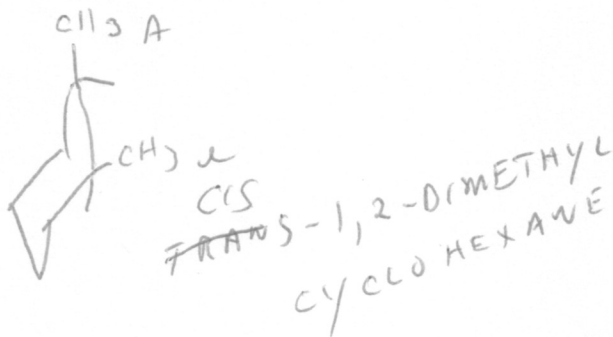 CH3 A
CH3 e
CIS
TRANS-1,2-DIMETHYL
CYCLOHEXANE